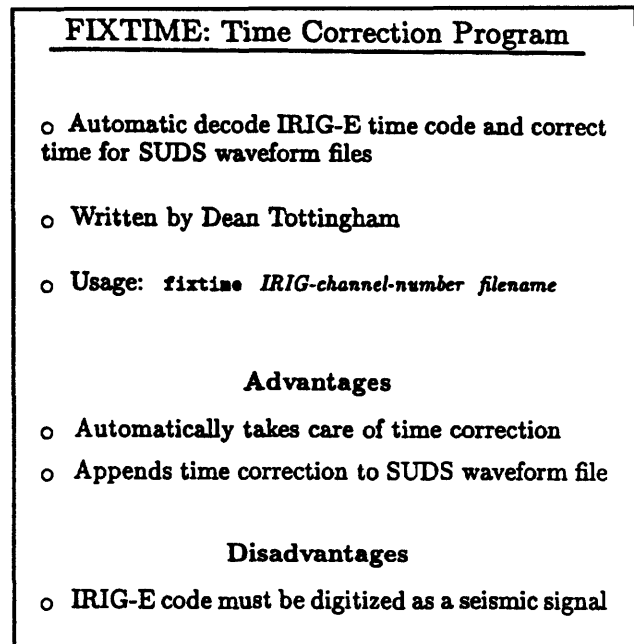 FIXTIME: Time Correction Program
o Automatic decode IRIG-E time code and correct
time for SUDS waveform files
o Written by Dean Tottingham
o Usage: fixtime IRIG-channel-number filename
Advantages
o Automatically takes care of time correction
o Appends time correction to SUDS waveform file
Disadvantages
o IRIG-E code must be digitized as a seismic signal